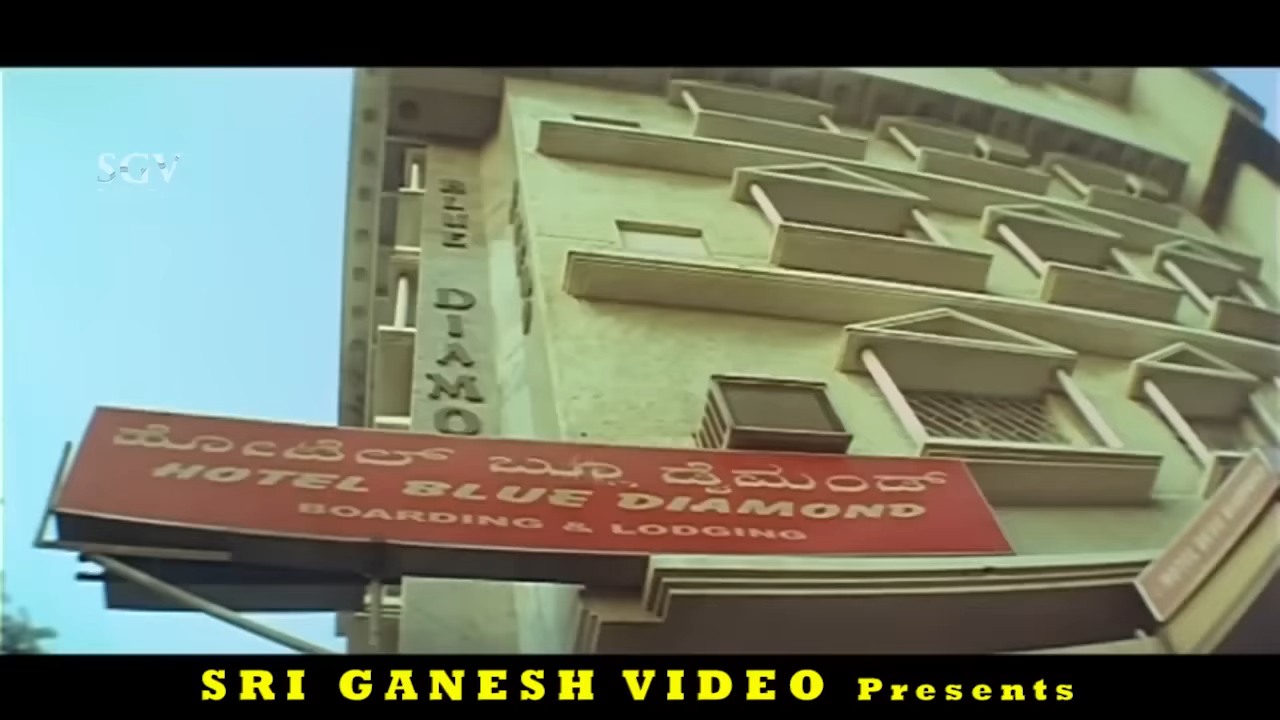 SGV
BLUE DIAMO
ಹೋಟೆಲ್ ಬ್ಲೂ ಡೈಮಂಡ್
HOTEL BLUE DIAMOND
BOARDING & LODGING
SRI GANESH VIDEO Presents